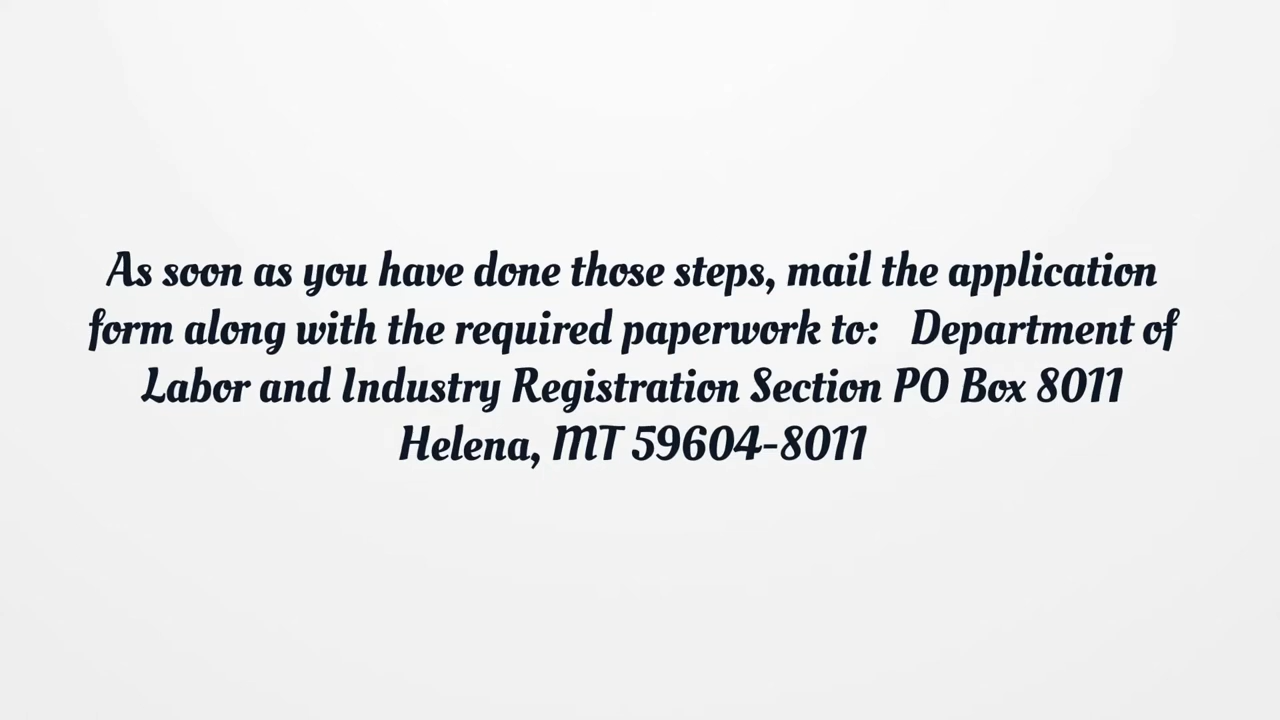 As soon as you have done those steps, mail the application
form along with the required paperwork to:   Department of
Labor and Industry Registration Section PO Box 8011
Helena, MT 59604-8011